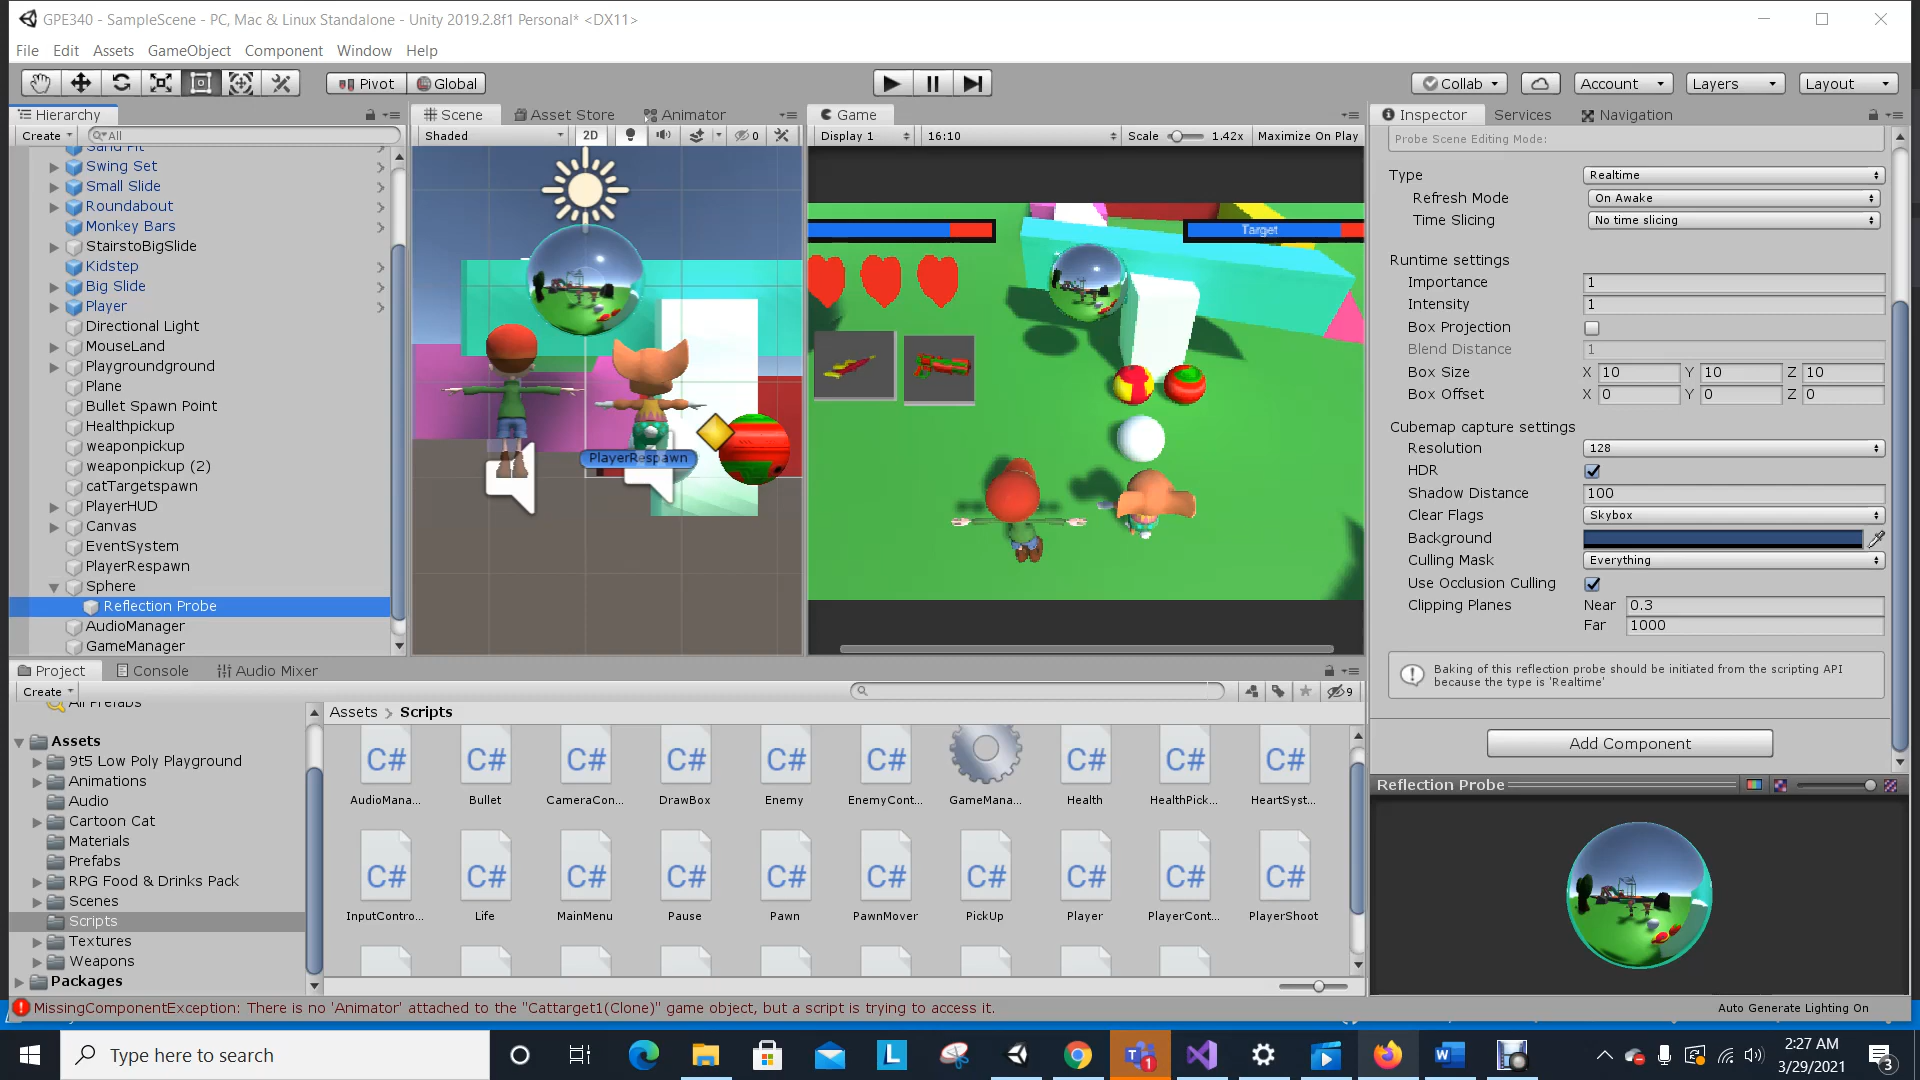 GPE340 - SampleScene - PC, Mac & Linux Standalone - Unity 2019.2.8f1 Personal* <DX11>
File Edit Assets GameObject Component Window Help
Pivot Global Collab Account Layers Layout
Hierarchy
Create All
Sand Pit
Swing Set
Small Slide
Roundabout
Monkey Bars
StairstoBigSlide
Kidstep
Big Slide
Player
Directional Light
MouseLand
Playgroundground
Plane
Bullet Spawn Point
Healthpickup
weaponpickup
weaponpickup (2)
catTargetspawn
PlayerHUD
Canvas
EventSystem
PlayerRespawn
Sphere
Reflection Probe
AudioManager
GameManager
Scene Asset Store Animator
Shaded 2D 0
PlayerRespawn
Game
Display 1 16:10 Scale 1.42x Maximize On Play
Target
Inspector Services Navigation
Probe Scene Editing Mode:
Type Realtime
Refresh Mode On Awake
Time Slicing No time slicing
Runtime settings
Importance 1
Intensity 1
Box Projection
Blend Distance 1
Box Size X 10 Y 10 Z 10
Box Offset X 0 Y 0 Z 0
Cubemap capture settings
Resolution 128
HDR
Shadow Distance 100
Clear Flags Skybox
Background
Culling Mask Everything
Use Occlusion Culling
Clipping Planes Near 0.3
Far 1000
Baking of this reflection probe should be initiated from the scripting API
because the type is 'Realtime'
Add Component
Reflection Probe
Project Console Audio Mixer
Create 9
All Prefabs
Assets
9t5 Low Poly Playground
Animations
Audio
Cartoon Cat
Materials
Prefabs
RPG Food & Drinks Pack
Scenes
Scripts
Textures
Weapons
Packages
Assets > Scripts
C# C# C# C# C# C# C# C# C#
AudioMana... Bullet CameraCon... DrawBox Enemy EnemyCont... GameMana... Health HealthPick... HeartSyst...
C# C# C# C# C# C# C# C# C# C#
InputContro... Life MainMenu Pause Pawn PawnMover PickUp Player PlayerCont... PlayerShoot
MissingComponentException: There is no 'Animator' attached to the "Cattarget1(Clone)" game object, but a script is trying to access it.
Auto Generate Lighting On
Type here to search
L
1
W
2:27 AM
3/29/2021
3